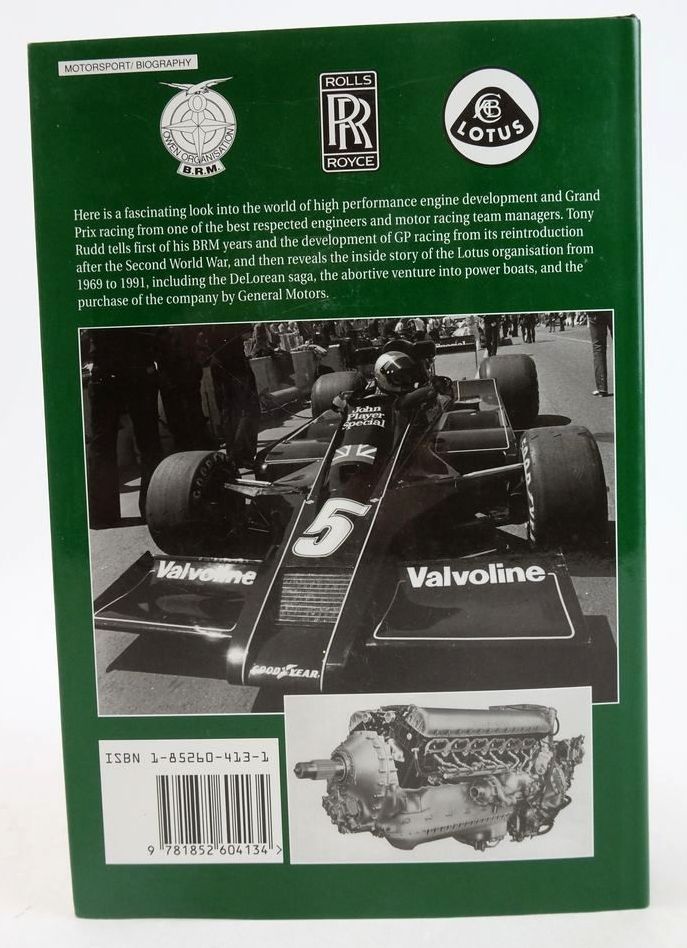 MOTORSPORT/ BIOGRAPHY
OWEN ORGANISATION
B.R.M.
ROLLS
RR
ROYCE
ACBC
LOTUS
Here is a fascinating look into the world of high performance engine development and Grand
Prix racing from one of the best respected engineers and motor racing team managers. Tony
Rudd tells first of his BRM years and the development of GP racing from its reintroduction
after the Second World War, and then reveals the inside story of the Lotus organisation from
1969 to 1991, including the DeLorean saga, the abortive venture into power boats, and the
purchase of the company by General Motors.
John
Player
Special
5
Valvoline
Valvoline
GOODYEAR
ISBN 1-85260-413-1
9 781852 604134 >